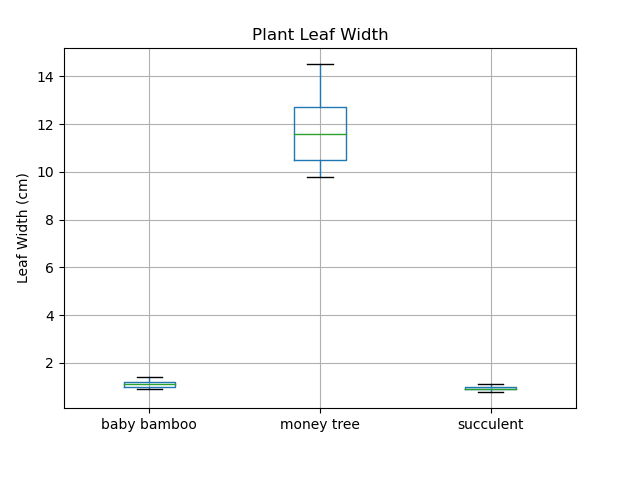 Plant Leaf Width
Leaf Width (cm)
14
12
10
8
6
4
2
baby bamboo
money tree
succulent